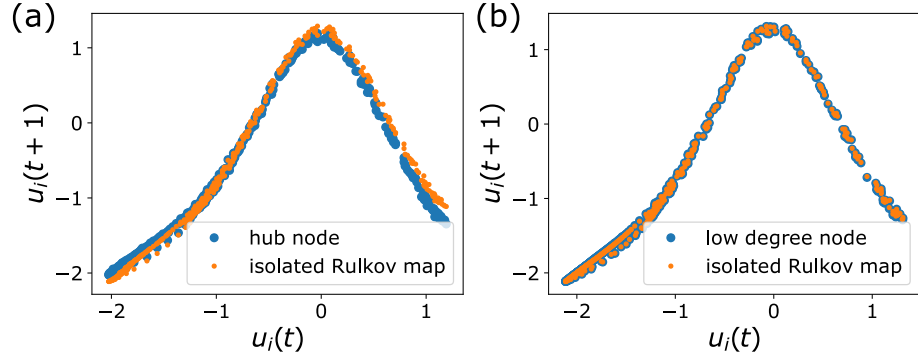 (a)
1
0
−1
−2
u_i(t + 1)
hub node
isolated Rulkov map
−2 −1 0 1
u_i(t)
(b)
1
0
−1
−2
u_i(t + 1)
low degree node
isolated Rulkov map
−2 −1 0 1
u_i(t)